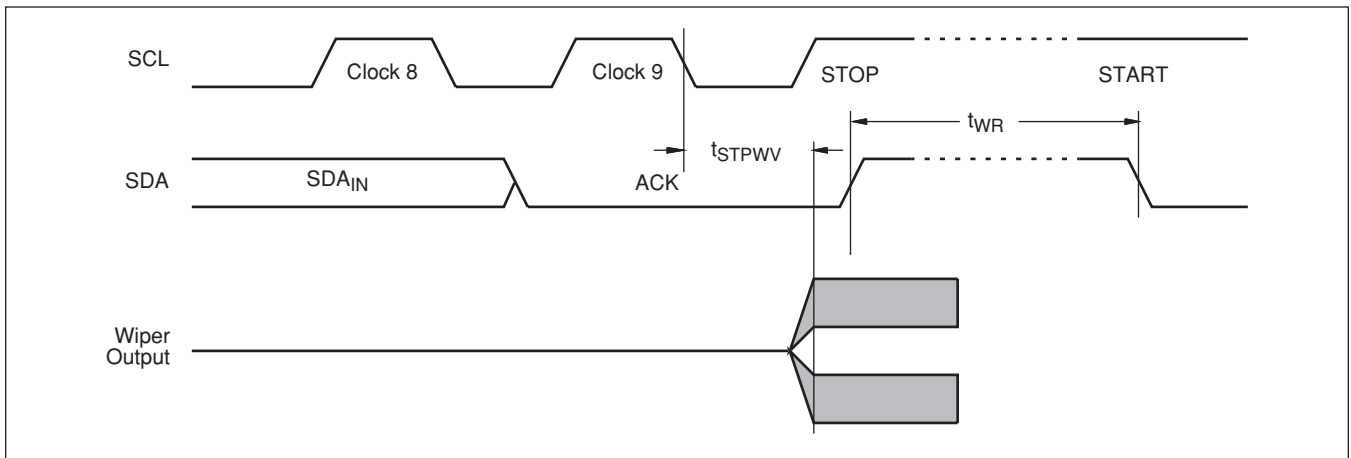 SCL
Clock 8
Clock 9
STOP
START
tWR
tSTPWV
SDA
SDAIN
ACK
Wiper
Output